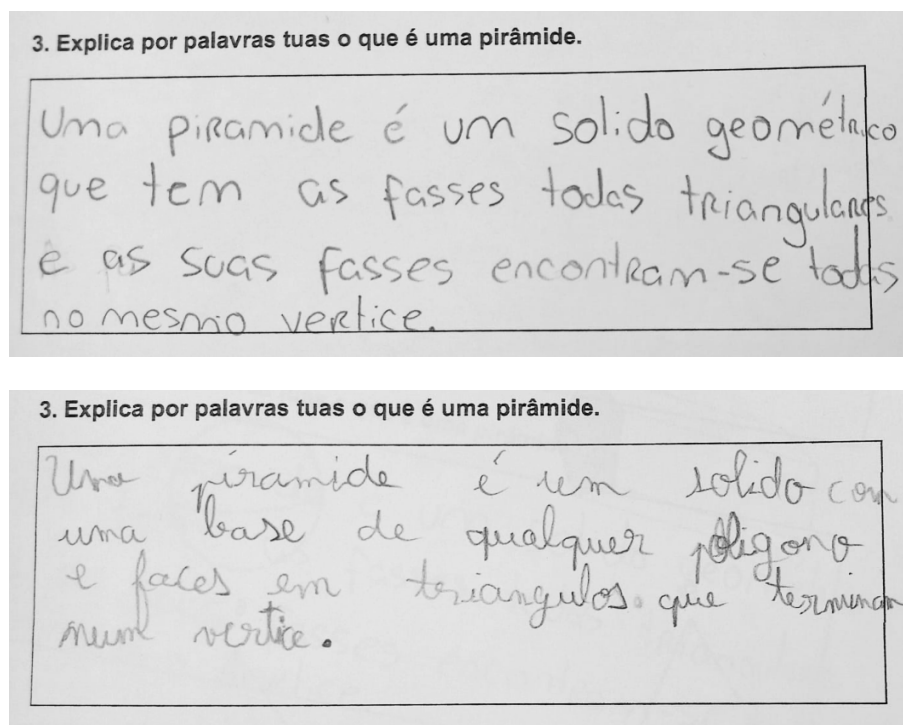 3. Explica por palavras tuas o que é uma pirâmide.
Uma piramide é um solido geométrico
que tem as fasses todas triangulares
e as suas fasses encontram-se todas
no mesmo vertice.
3. Explica por palavras tuas o que é uma pirâmide.
Uma piramide é um solido com
uma base de qualquer poligono
e faces em triangulos que terminam
num vertice.